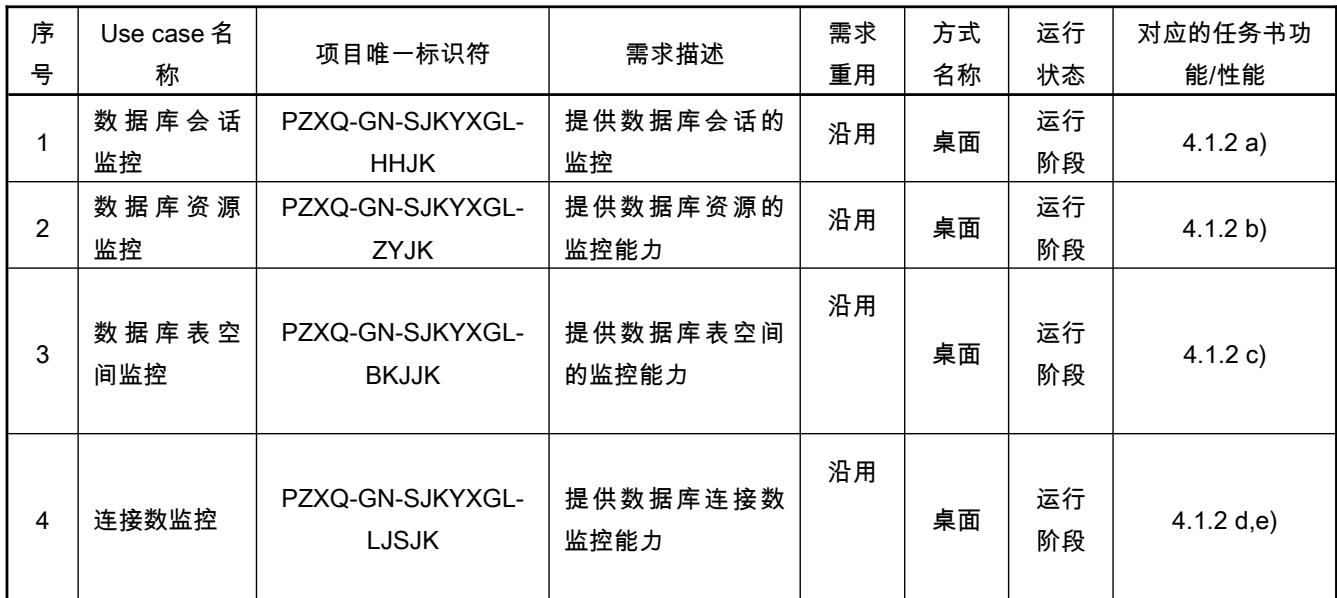 序号 Use case 名称 项目唯一标识符 需求描述 需求重用 方式名称 运行状态 对应的任务书功能/性能
1 数据库会话监控 PZXQ-GN-SJKYXGL-HHJK 提供数据库会话的监控 沿用 桌面 运行阶段 4.1.2 a)
2 数据库资源监控 PZXQ-GN-SJKYXGL-ZYJK 提供数据库资源的监控能力 沿用 桌面 运行阶段 4.1.2 b)
3 数据库表空间监控 PZXQ-GN-SJKYXGL-BKJJK 提供数据库表空间的监控能力 沿用 桌面 运行阶段 4.1.2 c)
4 连接数监控 PZXQ-GN-SJKYXGL-LJSJK 提供数据库连接数监控能力 沿用 桌面 运行阶段 4.1.2 d,e)